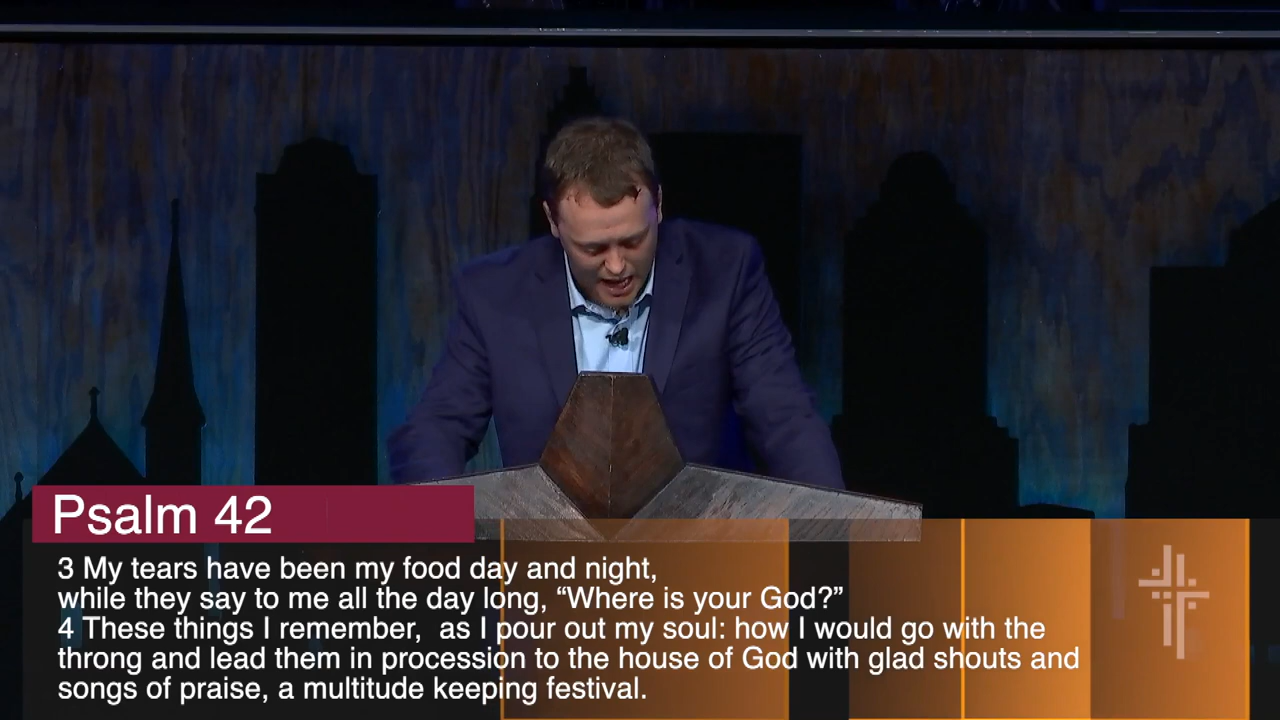 Psalm 42
3 My tears have been my food day and night,
while they say to me all the day long, “Where is your God?”
4 These things I remember,  as I pour out my soul: how I would go with the
throng and lead them in procession to the house of God with glad shouts and
songs of praise, a multitude keeping festival.